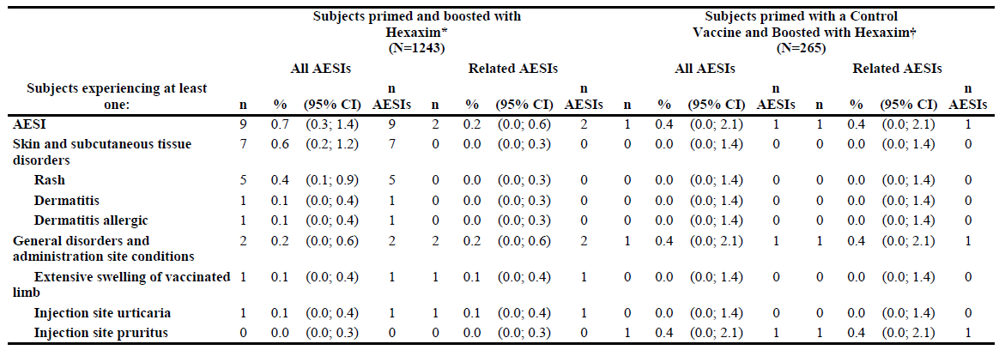 Subjects primed and boosted with Hexaxim* (N=1243) Subjects primed with a Control Vaccine and Boosted with Hexaxim† (N=265)
All AESIs Related AESIs All AESIs Related AESIs
Subjects experiencing at least one: n % (95% CI) n AESIs n % (95% CI) n AESIs n % (95% CI) n AESIs n % (95% CI) n AESIs
AESI 9 0.7 (0.3; 1.4) 9 2 0.2 (0.0; 0.6) 2 1 0.4 (0.0; 2.1) 1 1 0.4 (0.0; 2.1) 1
Skin and subcutaneous tissue disorders 7 0.6 (0.2; 1.2) 7 0 0.0 (0.0; 0.3) 0 0 0.0 (0.0; 1.4) 0 0 0.0 (0.0; 1.4) 0
Rash 5 0.4 (0.1; 0.9) 5 0 0.0 (0.0; 0.3) 0 0 0.0 (0.0; 1.4) 0 0 0.0 (0.0; 1.4) 0
Dermatitis 1 0.1 (0.0; 0.4) 1 0 0.0 (0.0; 0.3) 0 0 0.0 (0.0; 1.4) 0 0 0.0 (0.0; 1.4) 0
Dermatitis allergic 1 0.1 (0.0; 0.4) 1 0 0.0 (0.0; 0.3) 0 0 0.0 (0.0; 1.4) 0 0 0.0 (0.0; 1.4) 0
General disorders and administration site conditions 2 0.2 (0.0; 0.6) 2 2 0.2 (0.0; 0.6) 2 1 0.4 (0.0; 2.1) 1 1 0.4 (0.0; 2.1) 1
Extensive swelling of vaccinated limb 1 0.1 (0.0; 0.4) 1 1 0.1 (0.0; 0.4) 1 0 0.0 (0.0; 1.4) 0 0 0.0 (0.0; 1.4) 0
Injection site urticaria 1 0.1 (0.0; 0.4) 1 1 0.1 (0.0; 0.4) 1 0 0.0 (0.0; 1.4) 0 0 0.0 (0.0; 1.4) 0
Injection site pruritus 0 0.0 (0.0; 0.3) 0 0 0.0 (0.0; 0.3) 0 1 0.4 (0.0; 2.1) 1 1 0.4 (0.0; 2.1) 1